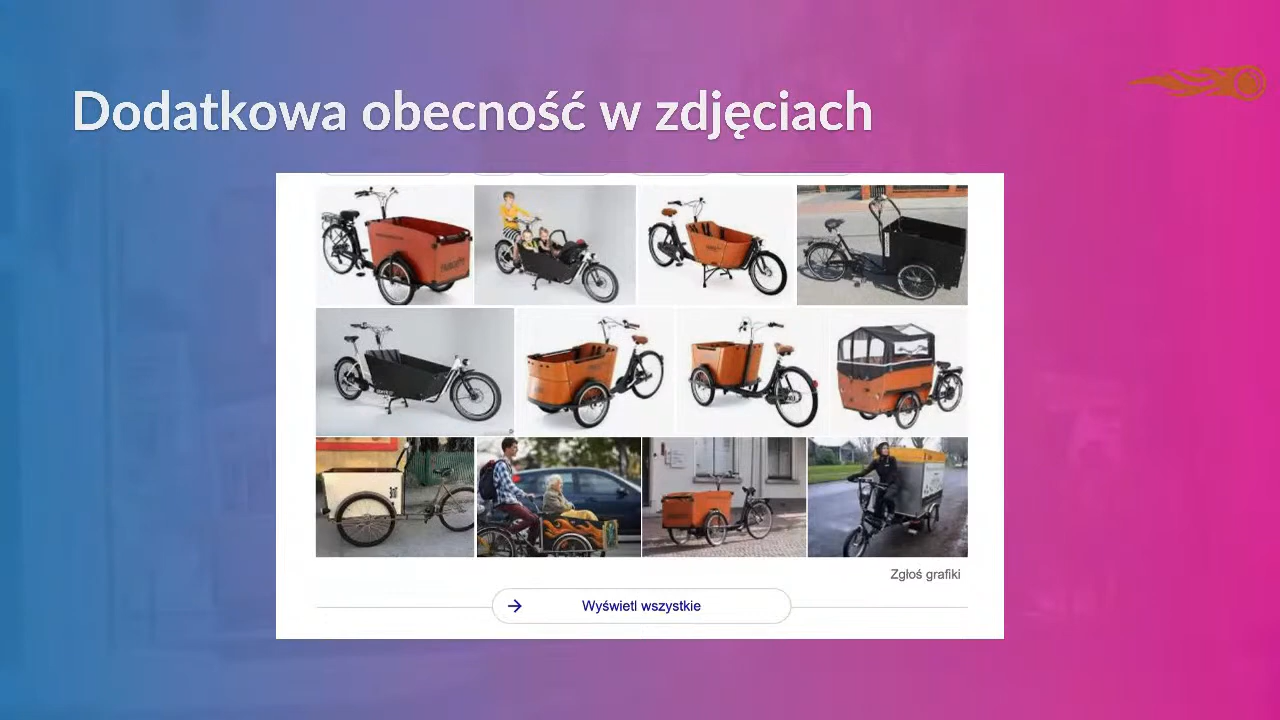 Dodatkowa obecność w zdjęciach
Zgłoś grafiki
Wyświetl wszystkie